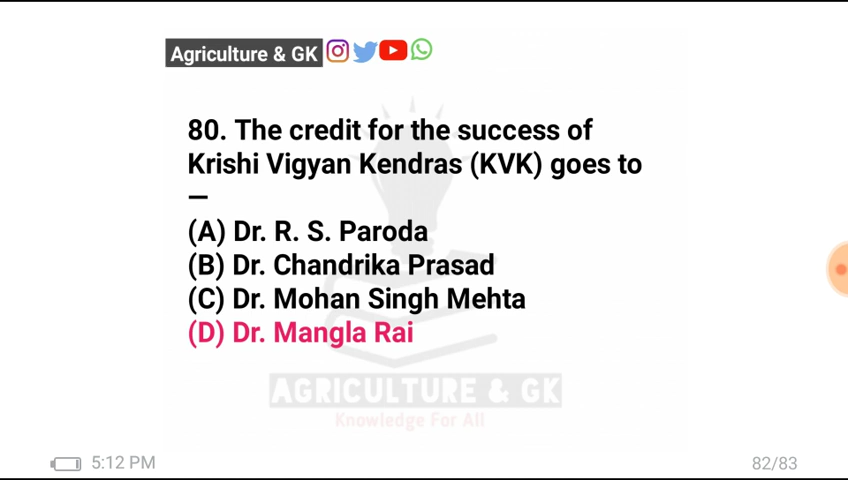 Agriculture & GK
80. The credit for the success of
Krishi Vigyan Kendras (KVK) goes to
—
(A) Dr. R. S. Paroda
(B) Dr. Chandrika Prasad
(C) Dr. Mohan Singh Mehta
(D) Dr. Mangla Rai
AGRICULTURE & GK
Knowledge For All
5:12 PM
82/83